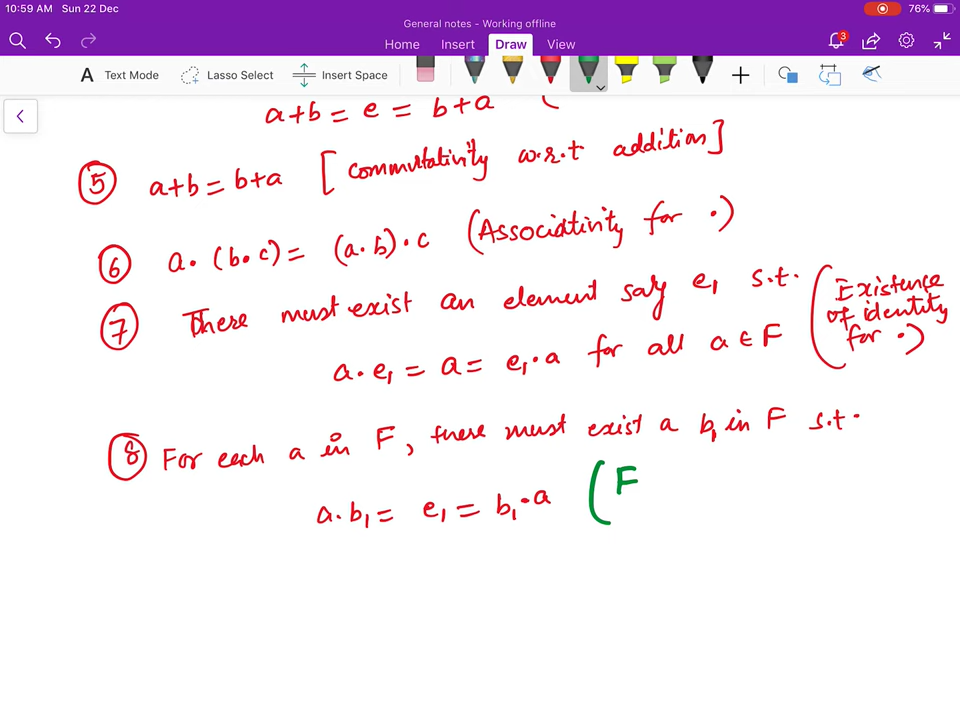 10:59 AM Sun 22 Dec
76%
General notes - Working offline
Home Insert Draw View
3
A Text Mode Lasso Select Insert Space
a+b = e = b+a (
⑤ a+b = b+a [commutativity w.r.t addition]
⑥ a. (b.c) = (a.b).c (Associativity for .)
⑦ There must exist an element say e₁ s.t. (Existence of identity for .)
a.e₁ = a = e₁.a for all a ∈ F
⑧ For each a in F, there must exist a b₁ in F s.t.
a.b₁ = e₁ = b₁.a (F